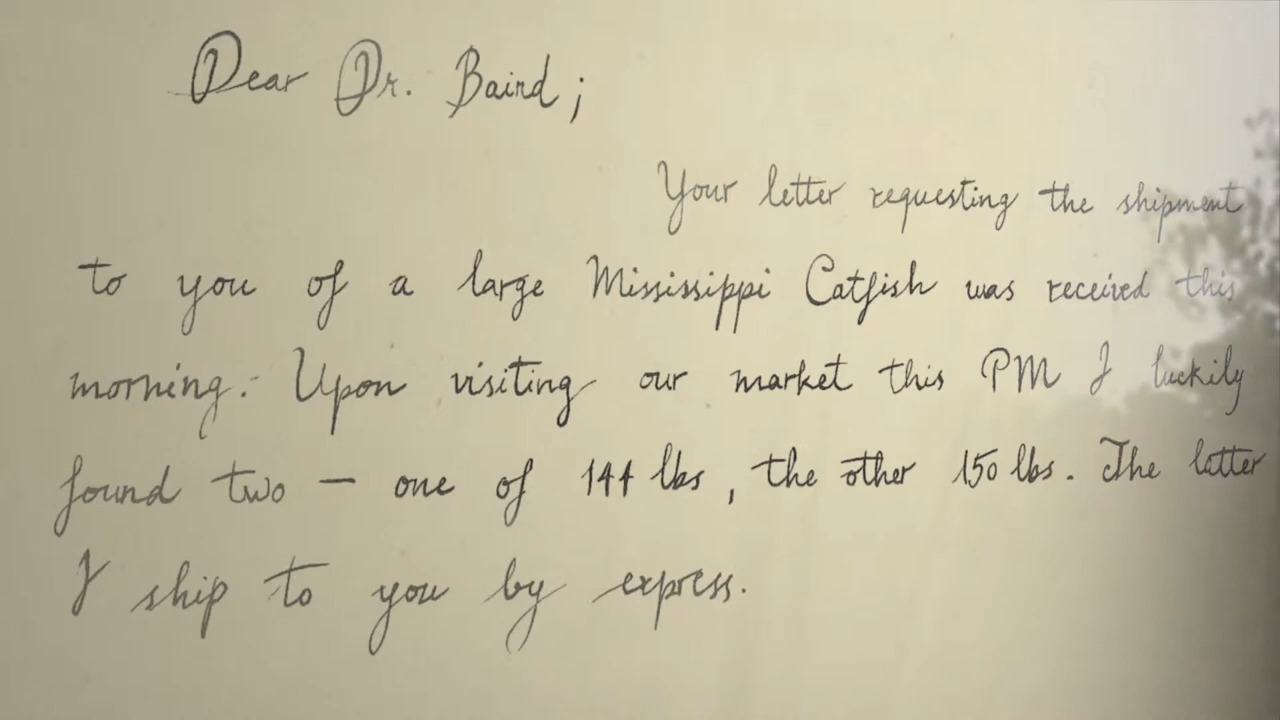 Dear Dr. Baird;
Your letter requesting the shipment
to you of a large Mississippi Catfish was received this
morning. Upon visiting our market this PM I luckily
found two — one of 144 lbs, the other 150 lbs. The latter
I ship to you by express.